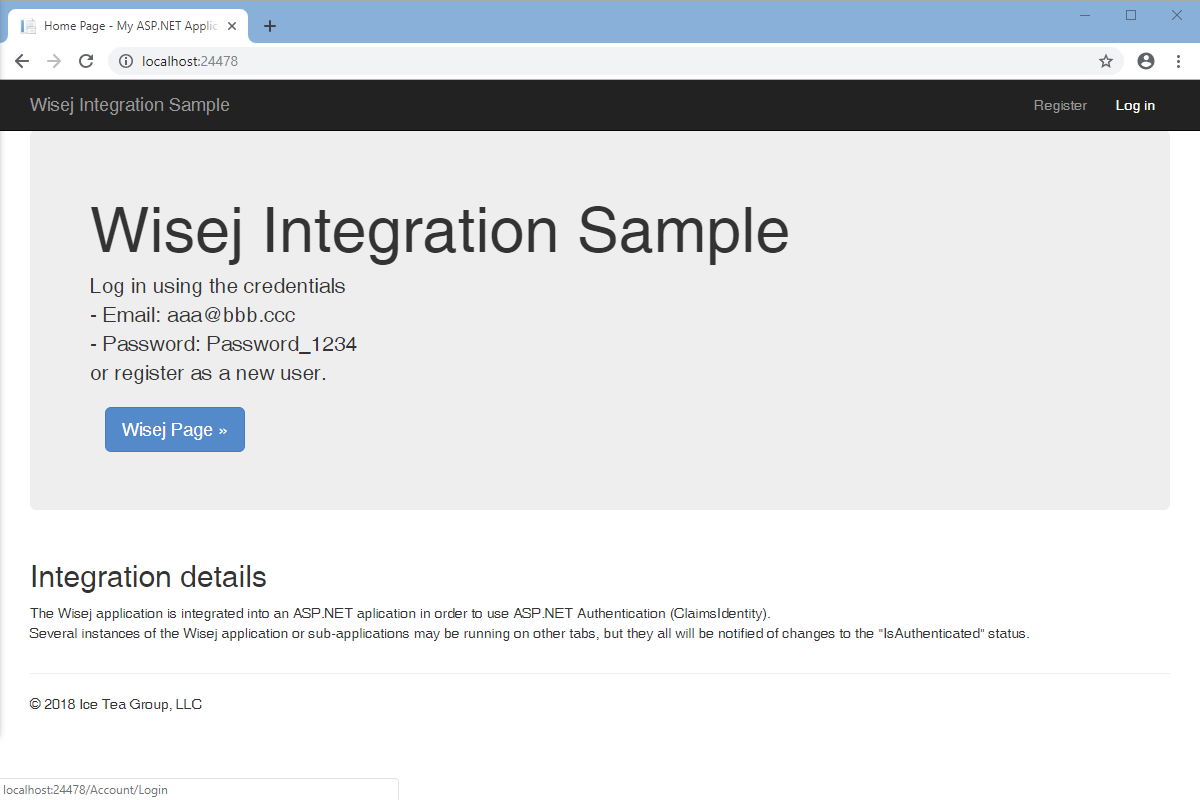 Home Page - My ASP.NET Applic
localhost:24478
Wisej Integration Sample
Register
Log in
Wisej Integration Sample
Log in using the credentials
- Email: aaa@bbb.ccc
- Password: Password_1234
or register as a new user.
Wisej Page »
Integration details
The Wisej application is integrated into an ASP.NET aplication in order to use ASP.NET Authentication (ClaimsIdentity).
Several instances of the Wisej application or sub-applications may be running on other tabs, but they all will be notified of changes to the "IsAuthenticated" status.
© 2018 Ice Tea Group, LLC
localhost:24478/Account/Login